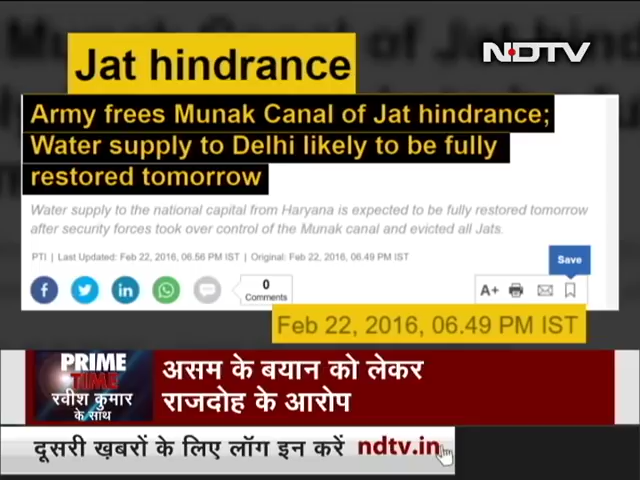 Jat hindrance
NDTV
Army frees Munak Canal of Jat hindrance;
Water supply to Delhi likely to be fully
restored tomorrow
Water supply to the national capital from Haryana is expected to be fully restored tomorrow
after security forces took over control of the Munak canal and evicted all Jats.
PTI | Last Updated: Feb 22, 2016, 06.56 PM IST | Original: Feb 22, 2016, 06.49 PM IST
Save
0
Comments
A+
Feb 22, 2016, 06.49 PM IST
PRIME
TIME
रवीश कुमार
के साथ
असम के बयान को लेकर
राजदोह के आरोप
दूसरी ख़बरों के लिए लॉग इन करें ndtv.in